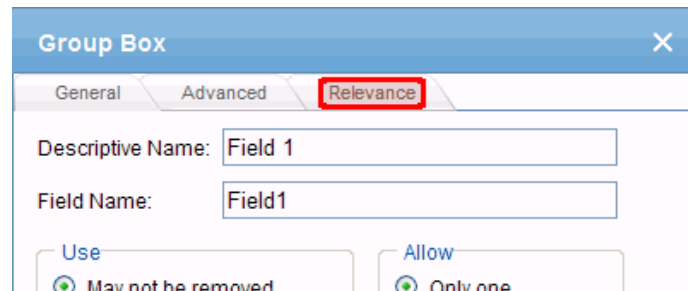 Group Box
General Advanced Relevance
Descriptive Name: Field 1
Field Name: Field1
Use Allow
May not be removed Only one